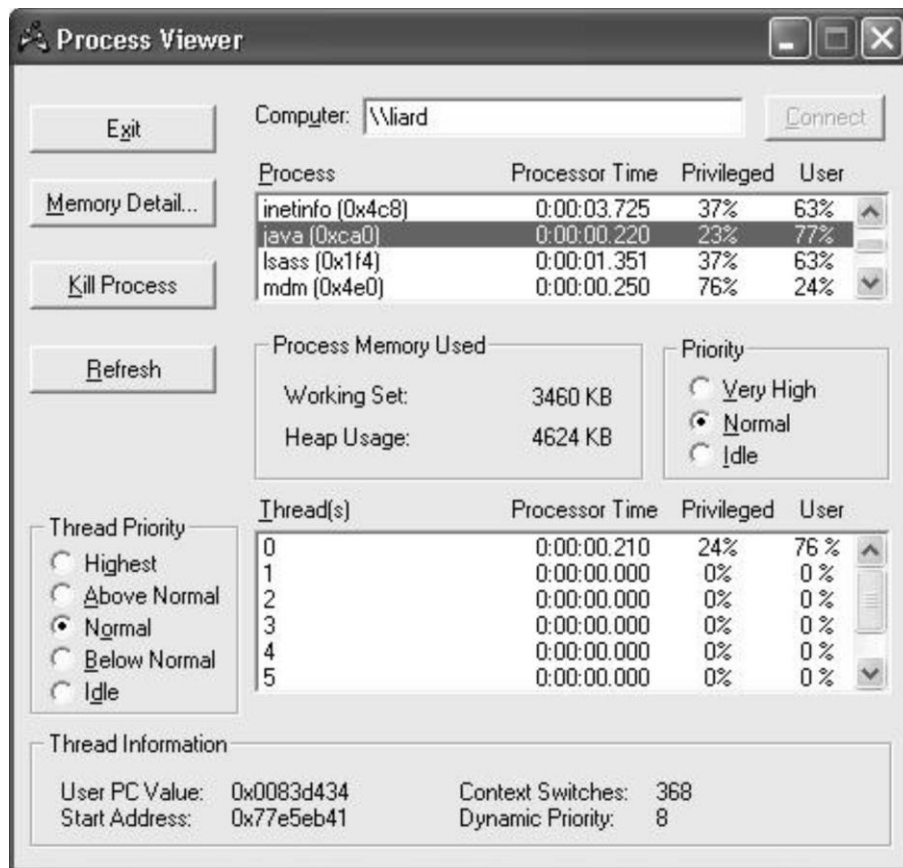 Process Viewer
Exit
Computer: \\liard
Connect
Memory Detail...
Process Processor Time Privileged User
inetinfo (0x4c8) 0:00:03.725 37% 63%
java (0xca0) 0:00:00.220 23% 77%
lsass (0x1f4) 0:00:01.351 37% 63%
mdm (0x4e0) 0:00:00.250 76% 24%
Kill Process
Refresh
Process Memory Used
Working Set: 3460 KB
Heap Usage: 4624 KB
Priority
Very High
Normal
Idle
Thread Priority
Highest
Above Normal
Normal
Below Normal
Idle
Thread(s) Processor Time Privileged User
0 0:00:00.210 24% 76 %
1 0:00:00.000 0% 0 %
2 0:00:00.000 0% 0 %
3 0:00:00.000 0% 0 %
4 0:00:00.000 0% 0 %
5 0:00:00.000 0% 0 %
Thread Information
User PC Value: 0x0083d434 Context Switches: 368
Start Address: 0x77e5eb41 Dynamic Priority: 8